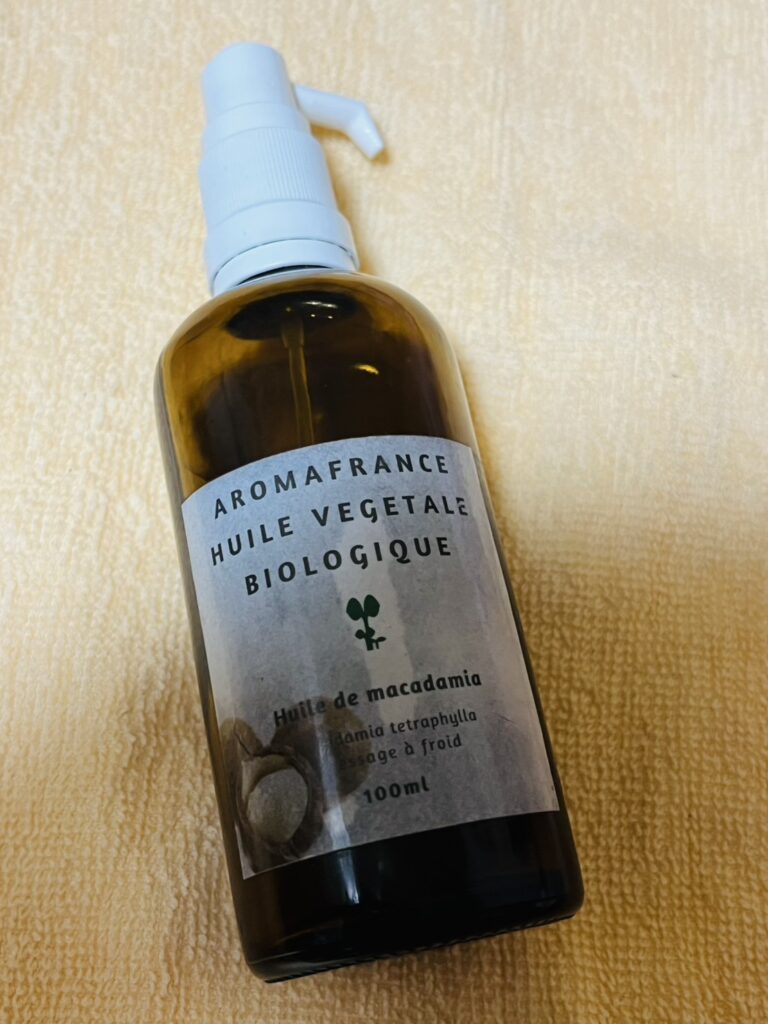 AROMAFRANCE
HUILE VEGETALE
BIOLOGIQUE
Huile de macadamia
tetraphylla
à froid
100ml